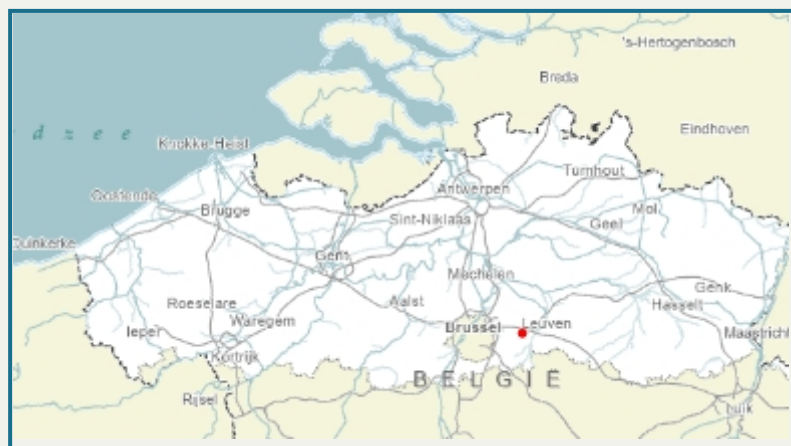 's-Hertogenbosch
Breda
d z e e
Eindhoven
Knokke-Heist
Turnhout
Antwerpen
Oostende
Mol
Brugge
Sint-Niklaas
Geel
Duinkerke
Gent
Mechelen
Genk
Roeselare
Aalst
Hasselt
Waregem
Ieper
Brussel
Leuven
Maastricht
Kortrijk
BELGIË
Rijsel
Luik